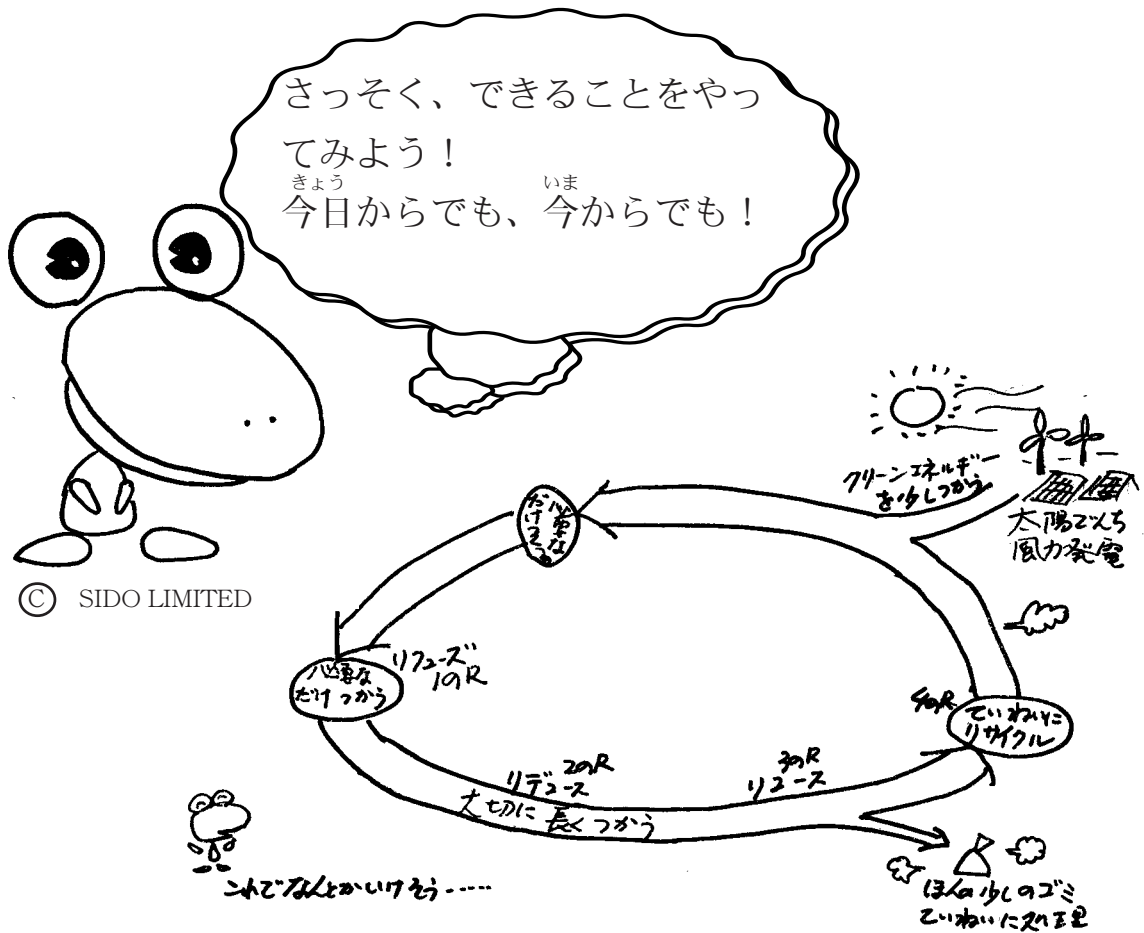 さっそく、できることをやっ
てみよう!
きょう いま
今日からでも、今からでも!
© SIDO LIMITED
クリーンエネルギー
を少しつかう
太陽でんち
風力発電
必要な
だけつくる
リフューズ
1のR
必要な
だけつかう
4のR
ていねいに
リサイクル
2のR
リデュース
3のR
リユース
大切に長くつかう
これでなんとかいけそう……
ほんの少しのゴミ
ていねいに処理